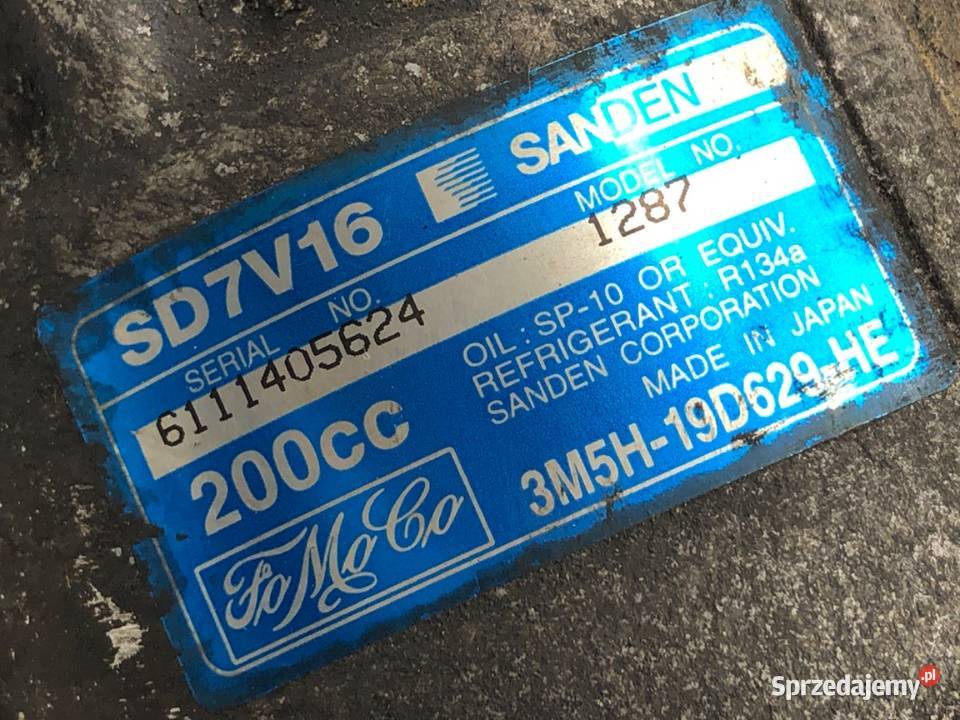 SD7V16 SANDEN
SERIAL NO. MODEL NO.
6111405624 1287
200cc
OIL : SP-10 OR EQUIV.
REFRIGERANT : R134a
SANDEN CORPORATION
MADE IN JAPAN
FoMoCo
3M5H-19D629-HE
Sprzedajemy.pl